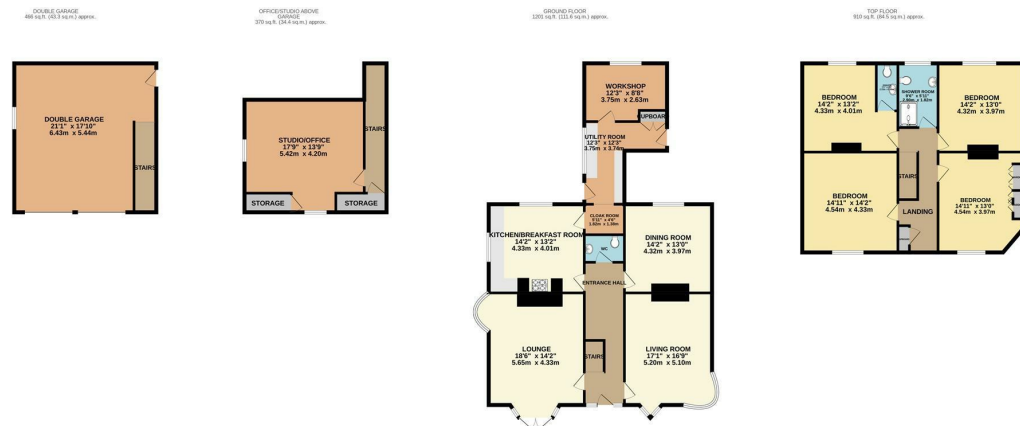 DOUBLE GARAGE
466 sq.ft. (43.3 sq.m.) approx.
OFFICE/STUDIO ABOVE
GARAGE
370 sq.ft. (34.4 sq.m.) approx.
GROUND FLOOR
1201 sq.ft. (111.6 sq.m.) approx.
TOP FLOOR
910 sq.ft. (84.5 sq.m.) approx.
DOUBLE GARAGE
21'1" x 17'10"
6.43m x 5.44m
STAIRS
STUDIO/OFFICE
17'9" x 13'9"
5.42m x 4.20m
STAIRS
STORAGE
STORAGE
WORKSHOP
12'3" x 8'8"
3.75m x 2.63m
CUPBOARD
UTILITY ROOM
12'3" x 12'3"
3.75m x 3.74m
CLOAK ROOM
KITCHEN/BREAKFAST ROOM
14'2" x 13'2"
4.33m x 4.01m
WC
DINING ROOM
14'2" x 13'0"
4.32m x 3.97m
ENTRANCE HALL
LOUNGE
18'6" x 14'2"
5.65m x 4.33m
STAIRS
LIVING ROOM
17'1" x 16'9"
5.20m x 5.10m
BEDROOM
14'2" x 13'2"
4.33m x 4.01m
SHOWER ROOM
BEDROOM
14'2" x 13'0"
4.32m x 3.97m
BEDROOM
14'11" x 14'2"
4.54m x 4.33m
STAIRS
LANDING
BEDROOM
14'11" x 13'0"
4.54m x 3.97m